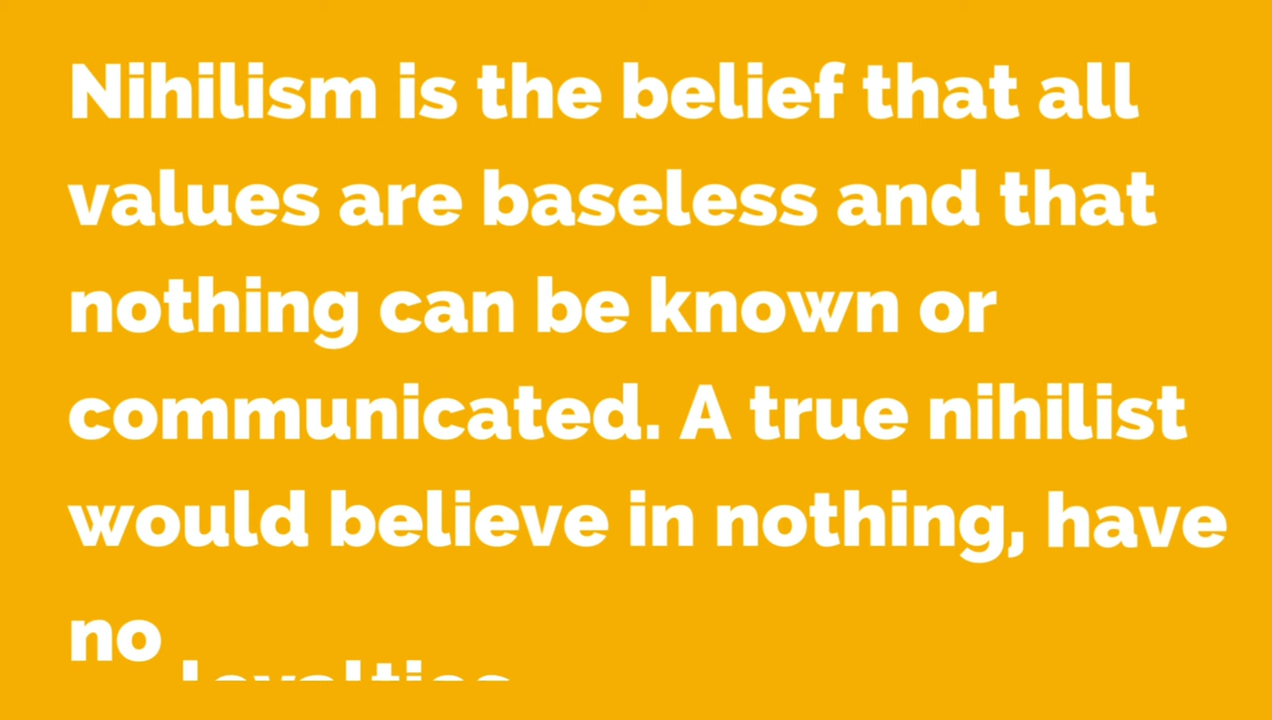 Nihilism is the belief that all
values are baseless and that
nothing can be known or
communicated. A true nihilist
would believe in nothing, have
no loyalties